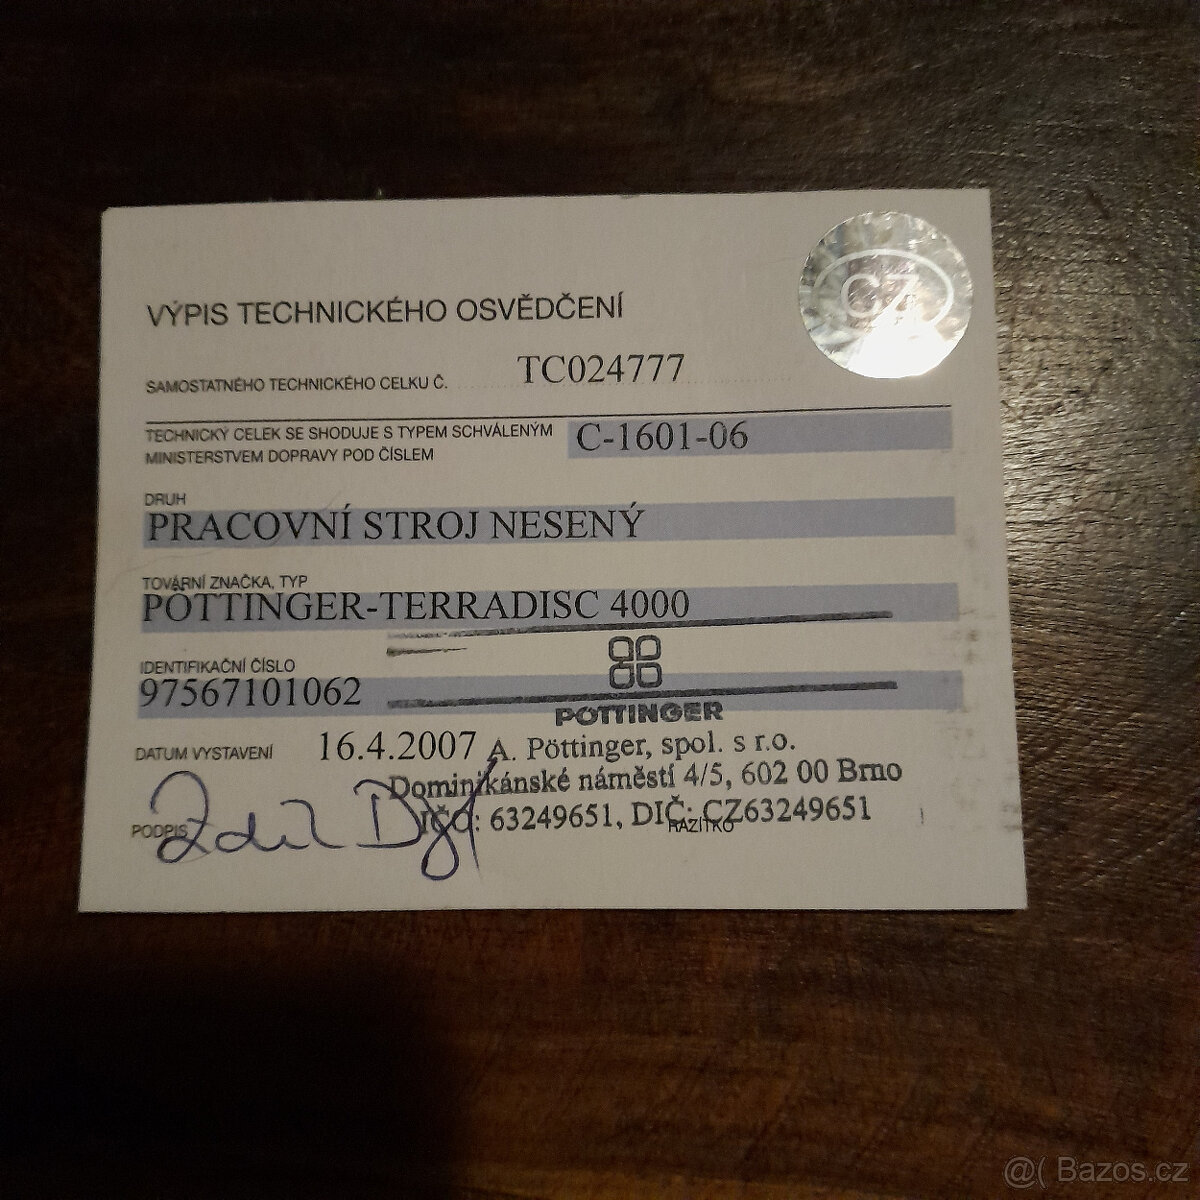 VÝPIS TECHNICKÉHO OSVĚDČENÍ
SAMOSTATNÉHO TECHNICKÉHO CELKU Č. TC024777
TECHNICKÝ CELEK SE SHODUJE S TYPEM SCHVÁLENÝM
MINISTERSTVEM DOPRAVY POD ČÍSLEM C-1601-06
DRUH
PRACOVNÍ STROJ NESENÝ
TOVÁRNÍ ZNAČKA, TYP
PÖTTINGER-TERRADISC 4000
IDENTIFIKAČNÍ ČÍSLO
97567101062
PÖTTINGER
DATUM VYSTAVENÍ 16.4.2007
A. Pöttinger, spol. s r.o.
Dominikánské náměstí 4/5, 602 00 Brno
IČO: 63249651, DIČ: CZ63249651
PODPIS
RAZÍTKO
CZ
@( Bazos.cz